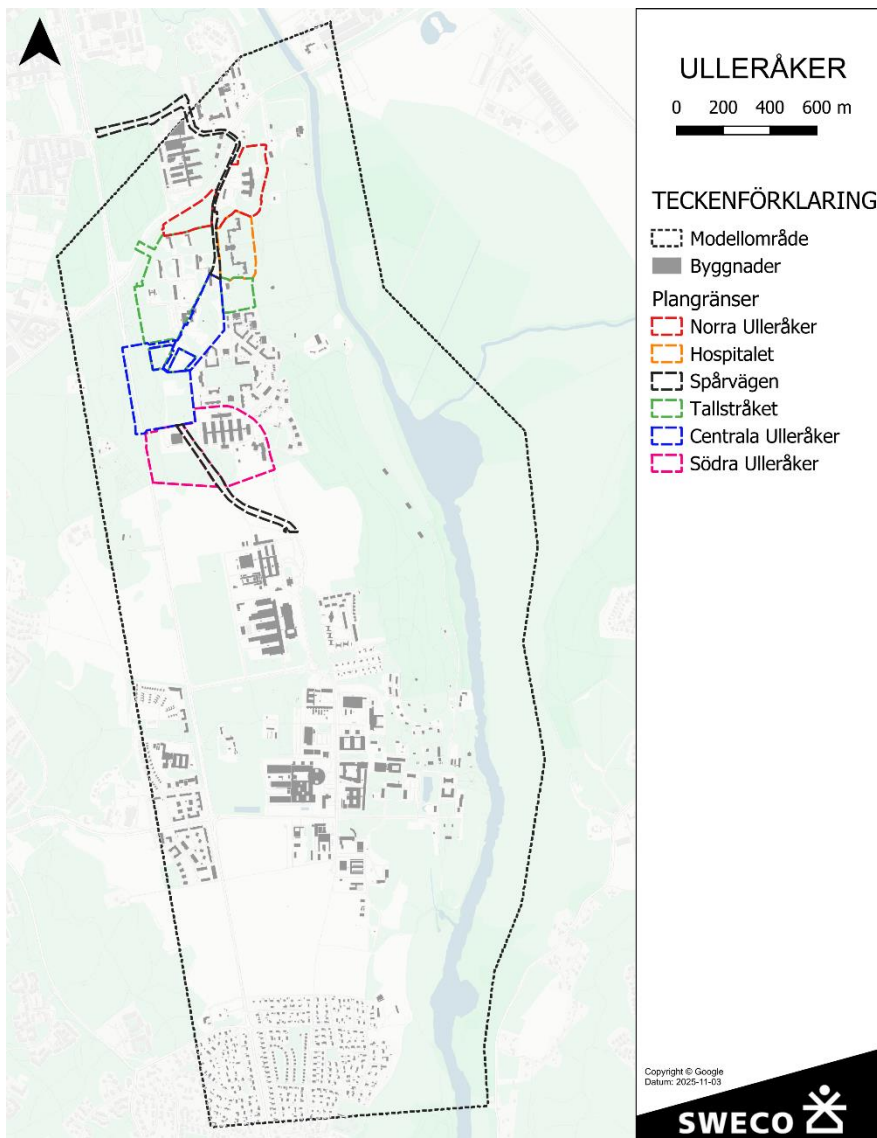 ULLERÅKER
0 200 400 600 m
TECKENFÖRKLARING
Modellområde
Byggnader
Plangränser
Norra Ulleråker
Hospitalet
Spårvägen
Tallstråket
Centrala Ulleråker
Södra Ulleråker
Copyright © Google
Datum: 2025-11-03
SWECO